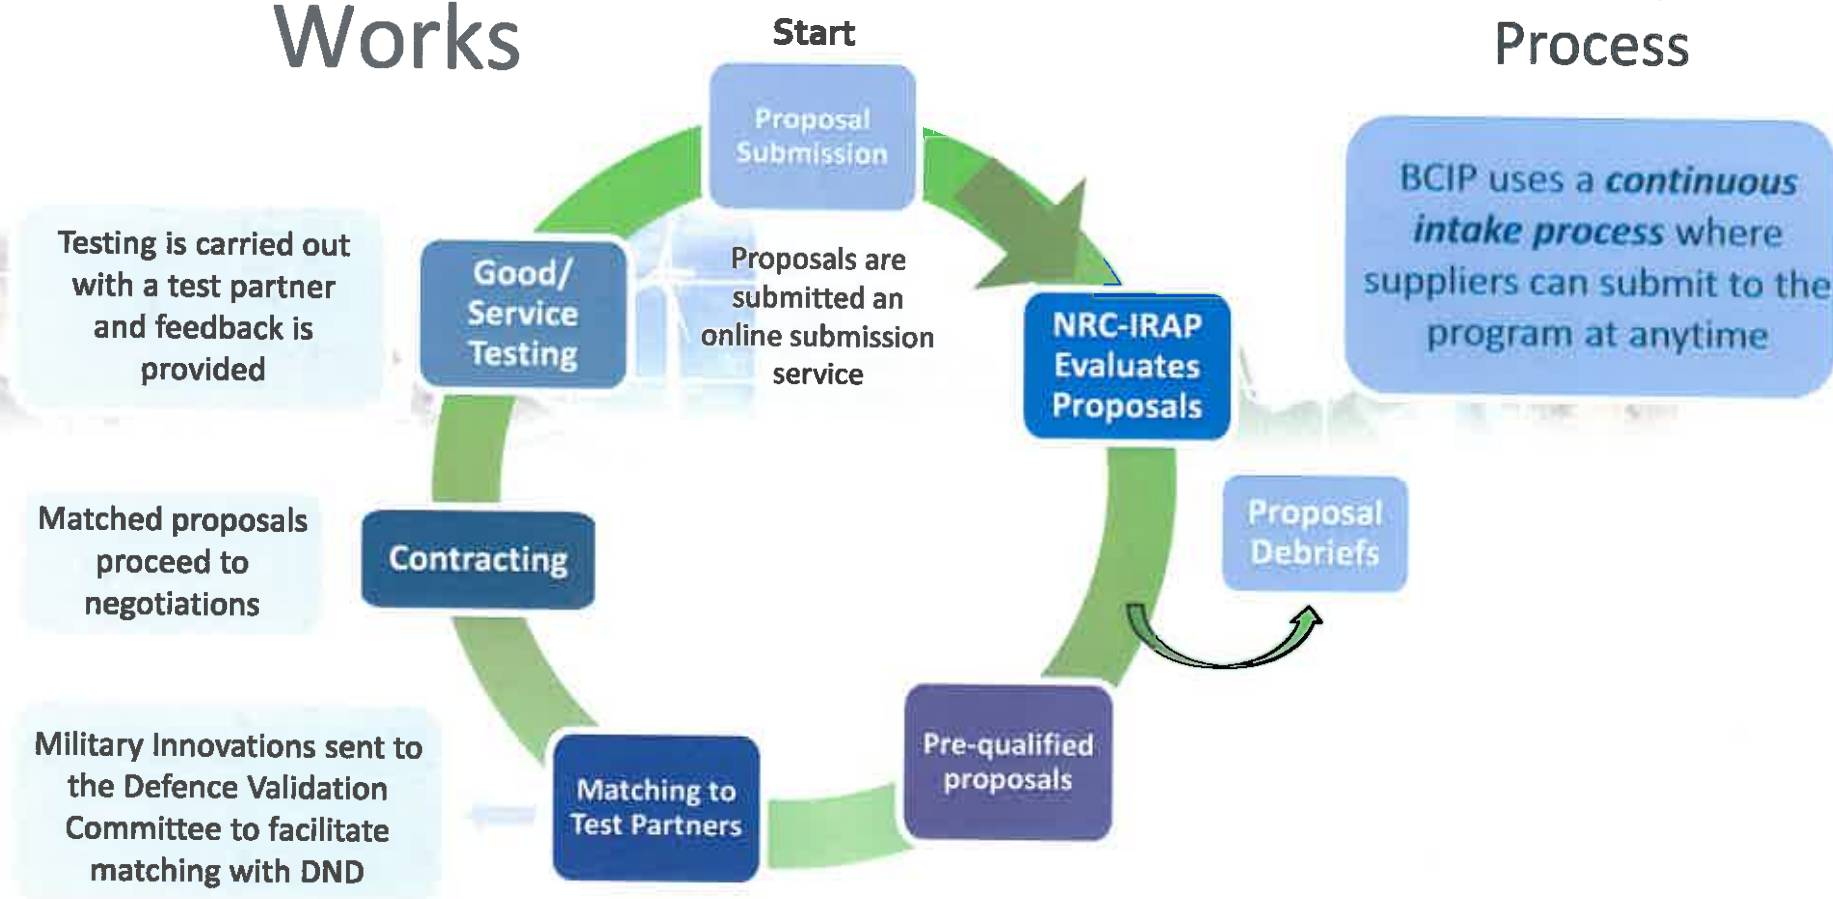 Works
Start
Process
Proposal
Submission
BCIP uses a continuous
intake process where
suppliers can submit to the
program at anytime
Testing is carried out
with a test partner
and feedback is
provided
Good/
Service
Testing
Proposals are
submitted an
online submission
service
NRC-IRAP
Evaluates
Proposals
Proposal
Debriefs
Matched proposals
proceed to
negotiations
Contracting
Pre-qualified
proposals
Military Innovations sent to
the Defence Validation
Committee to facilitate
matching with DND
Matching to
Test Partners